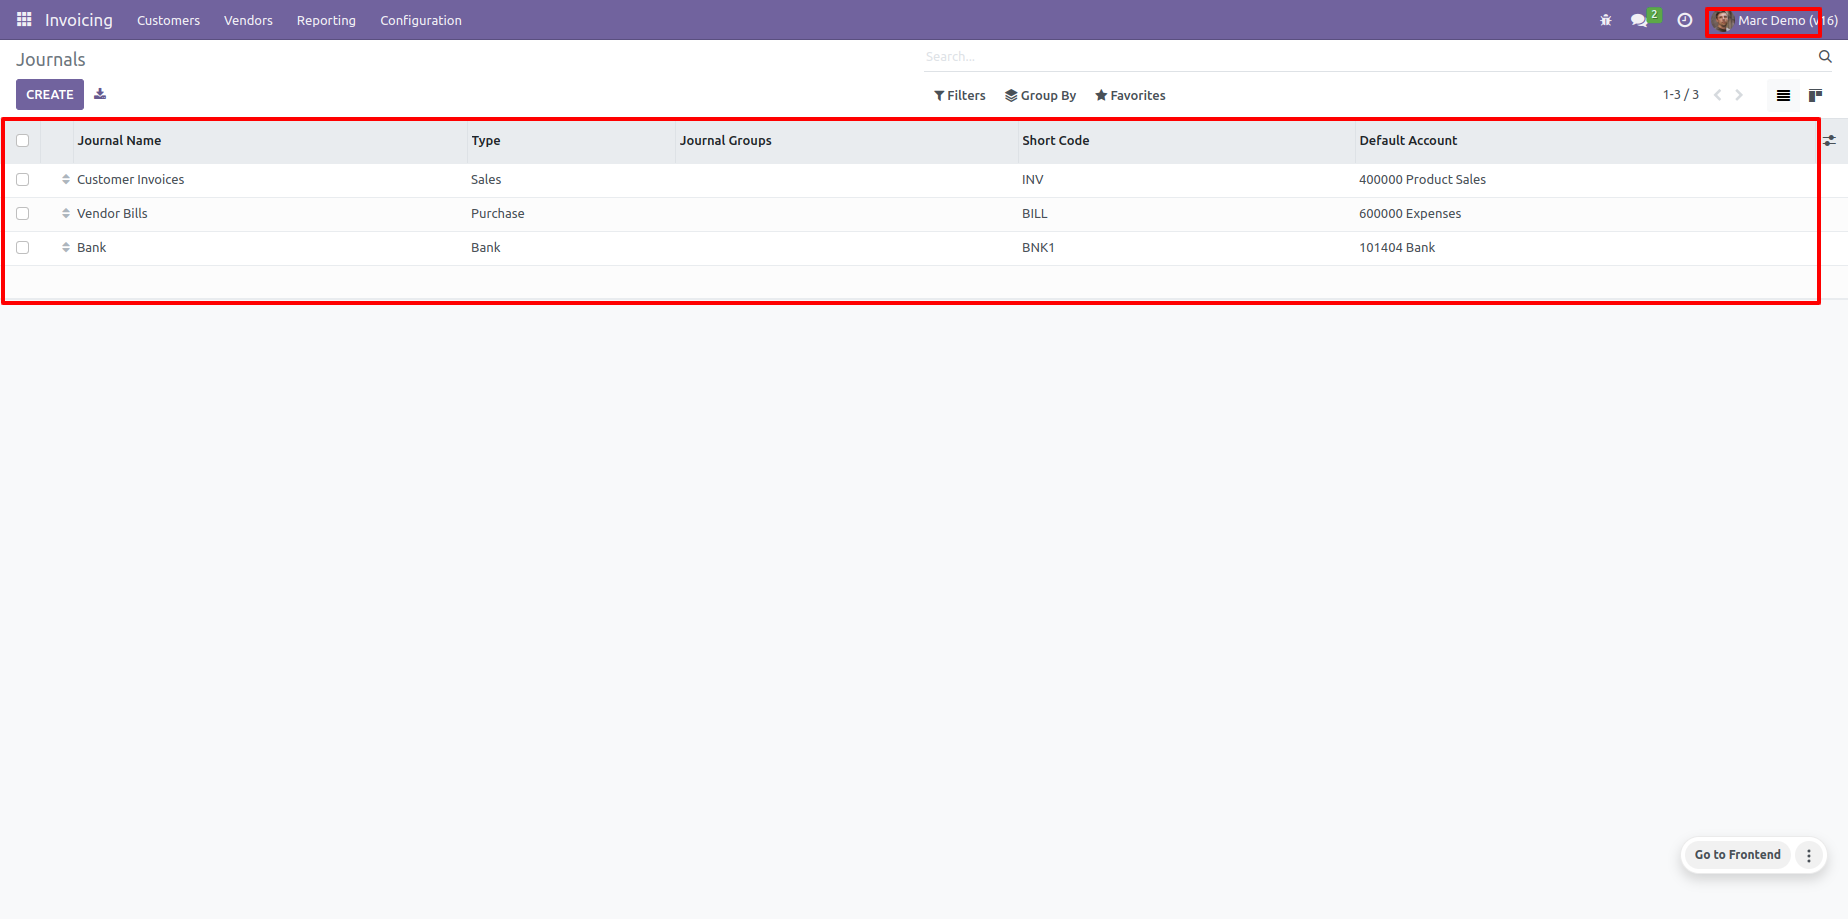 Invoicing Customers Vendors Reporting Configuration 2 Marc Demo (v16)
Journals Search...
CREATE Filters Group By Favorites 1-3 / 3
Journal Name Type Journal Groups Short Code Default Account
Customer Invoices Sales INV 400000 Product Sales
Vendor Bills Purchase BILL 600000 Expenses
Bank Bank BNK1 101404 Bank
Go to Frontend